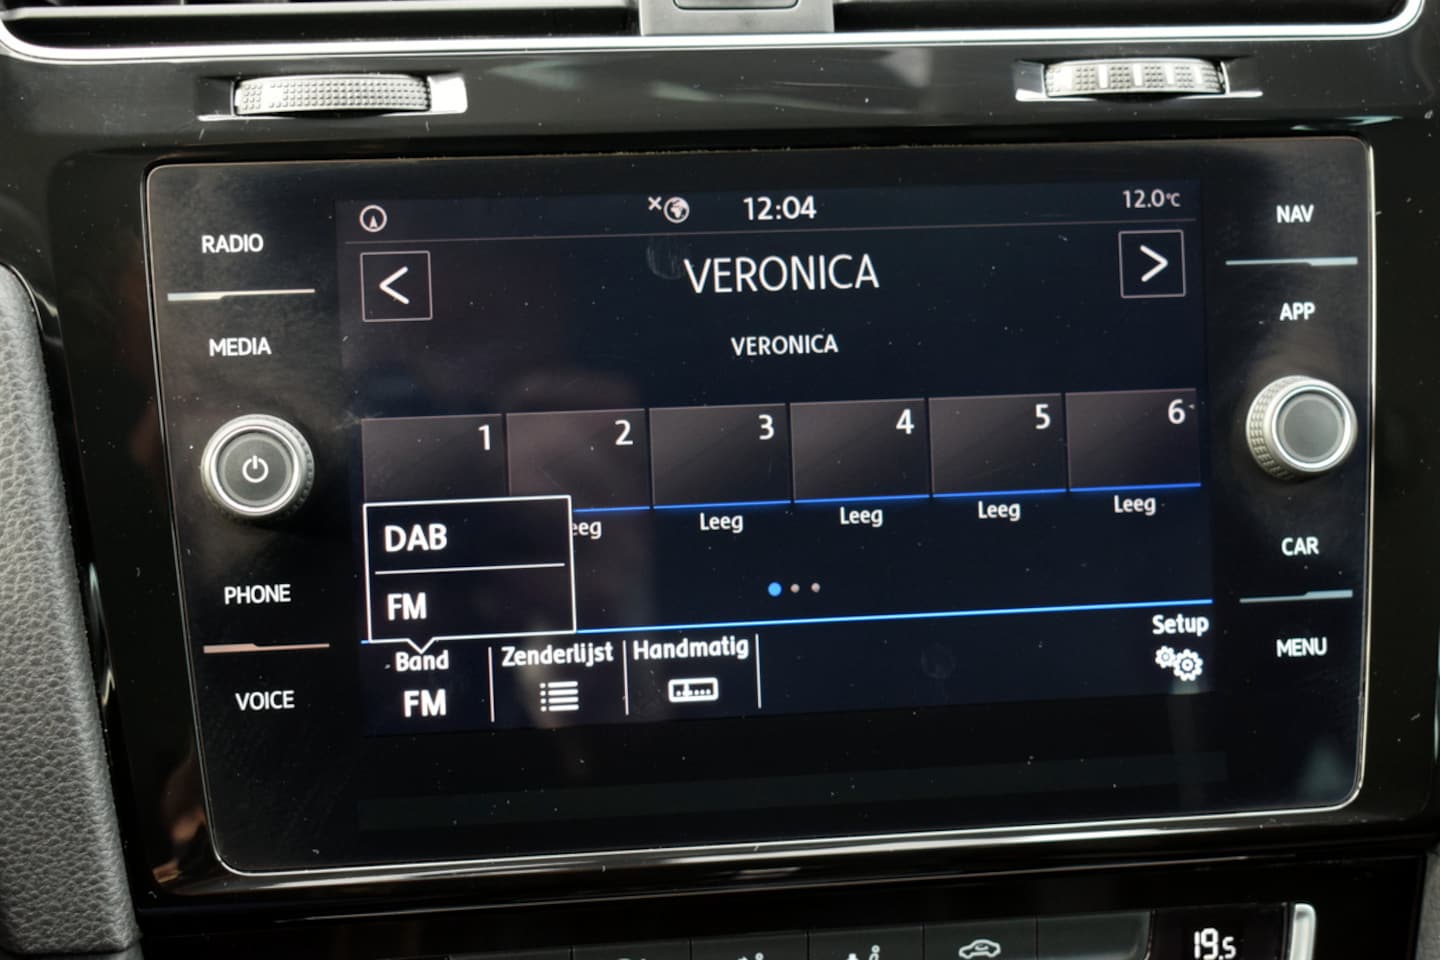 12:04
12.0°C
RADIO
MEDIA
PHONE
VOICE
NAV
APP
CAR
MENU
<
VERONICA
>
VERONICA
1 2 3 4 5 6
eeg Leeg Leeg Leeg Leeg
DAB
FM
Band
FM
Zenderlijst
Handmatig
Setup
19.5